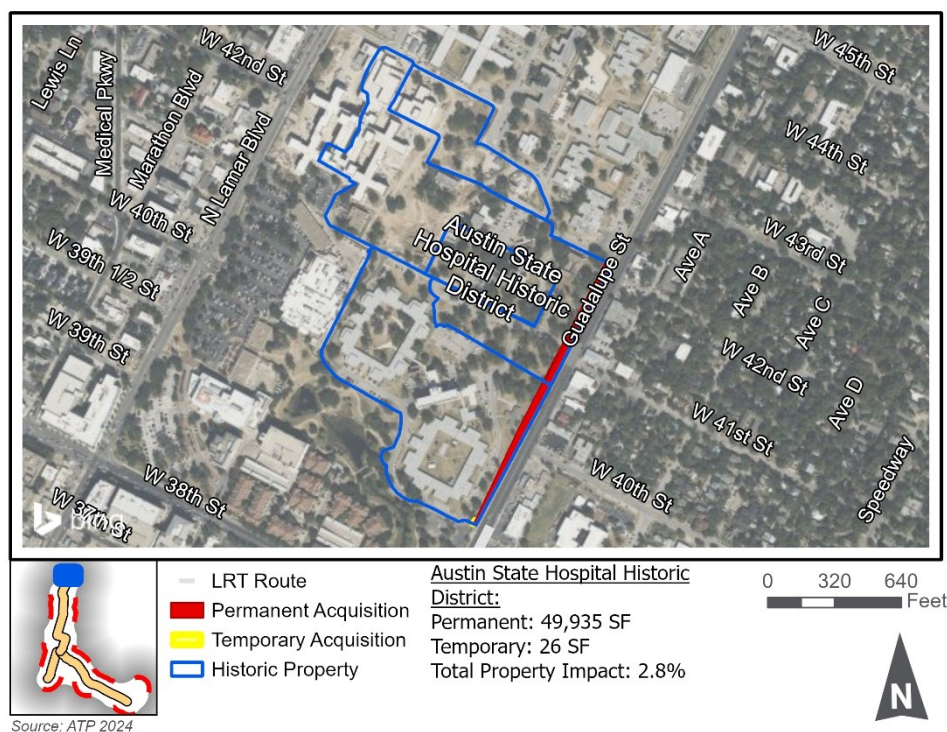 W 42nd St
W 45th St
Lewis Ln
Medical Pkwy
Marathon Blvd
N Lamar Blvd
W 44th St
W 40th St
W 43rd St
Austin State
Hospital Historic
District
Guadalupe St
Ave A
Ave B
Ave C
W 39th 1/2 St
W 39th St
W 42nd St
Ave D
W 41st St
Speedway
W 40th St
W 38th St
W 37th St
bing
LRT Route
Permanent Acquisition
Temporary Acquisition
Historic Property
Austin State Hospital Historic
District:
Permanent: 49,935 SF
Temporary: 26 SF
Total Property Impact: 2.8%
0 320 640
Feet
N
Source: ATP 2024